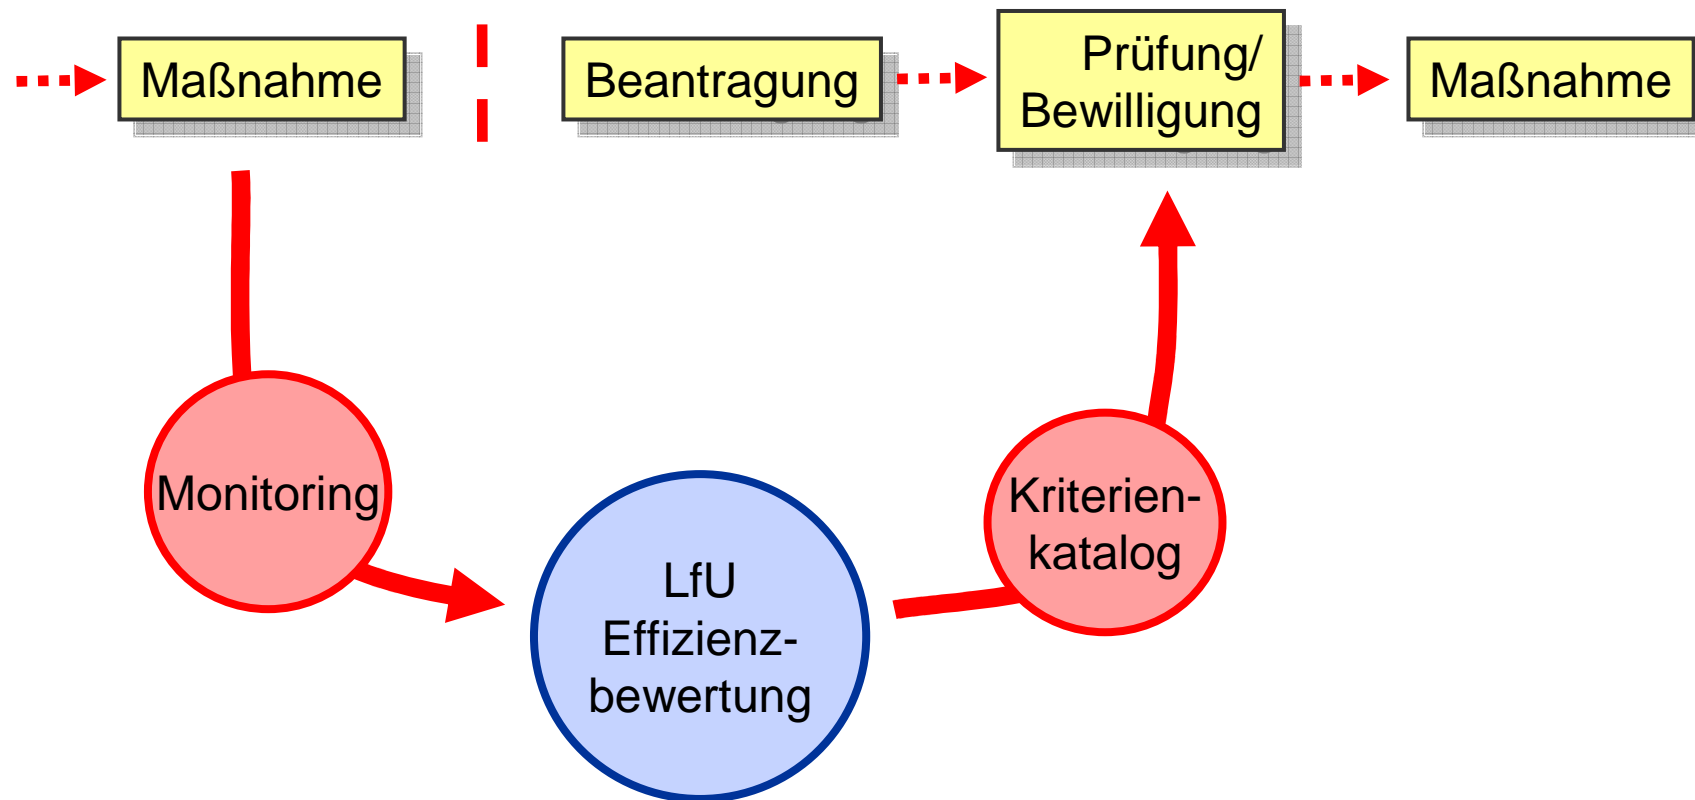 Maßnahme
Beantragung
Prüfung/
Bewilligung
Maßnahme
Monitoring
LfU
Effizienz-
bewertung
Kriterien-
katalog